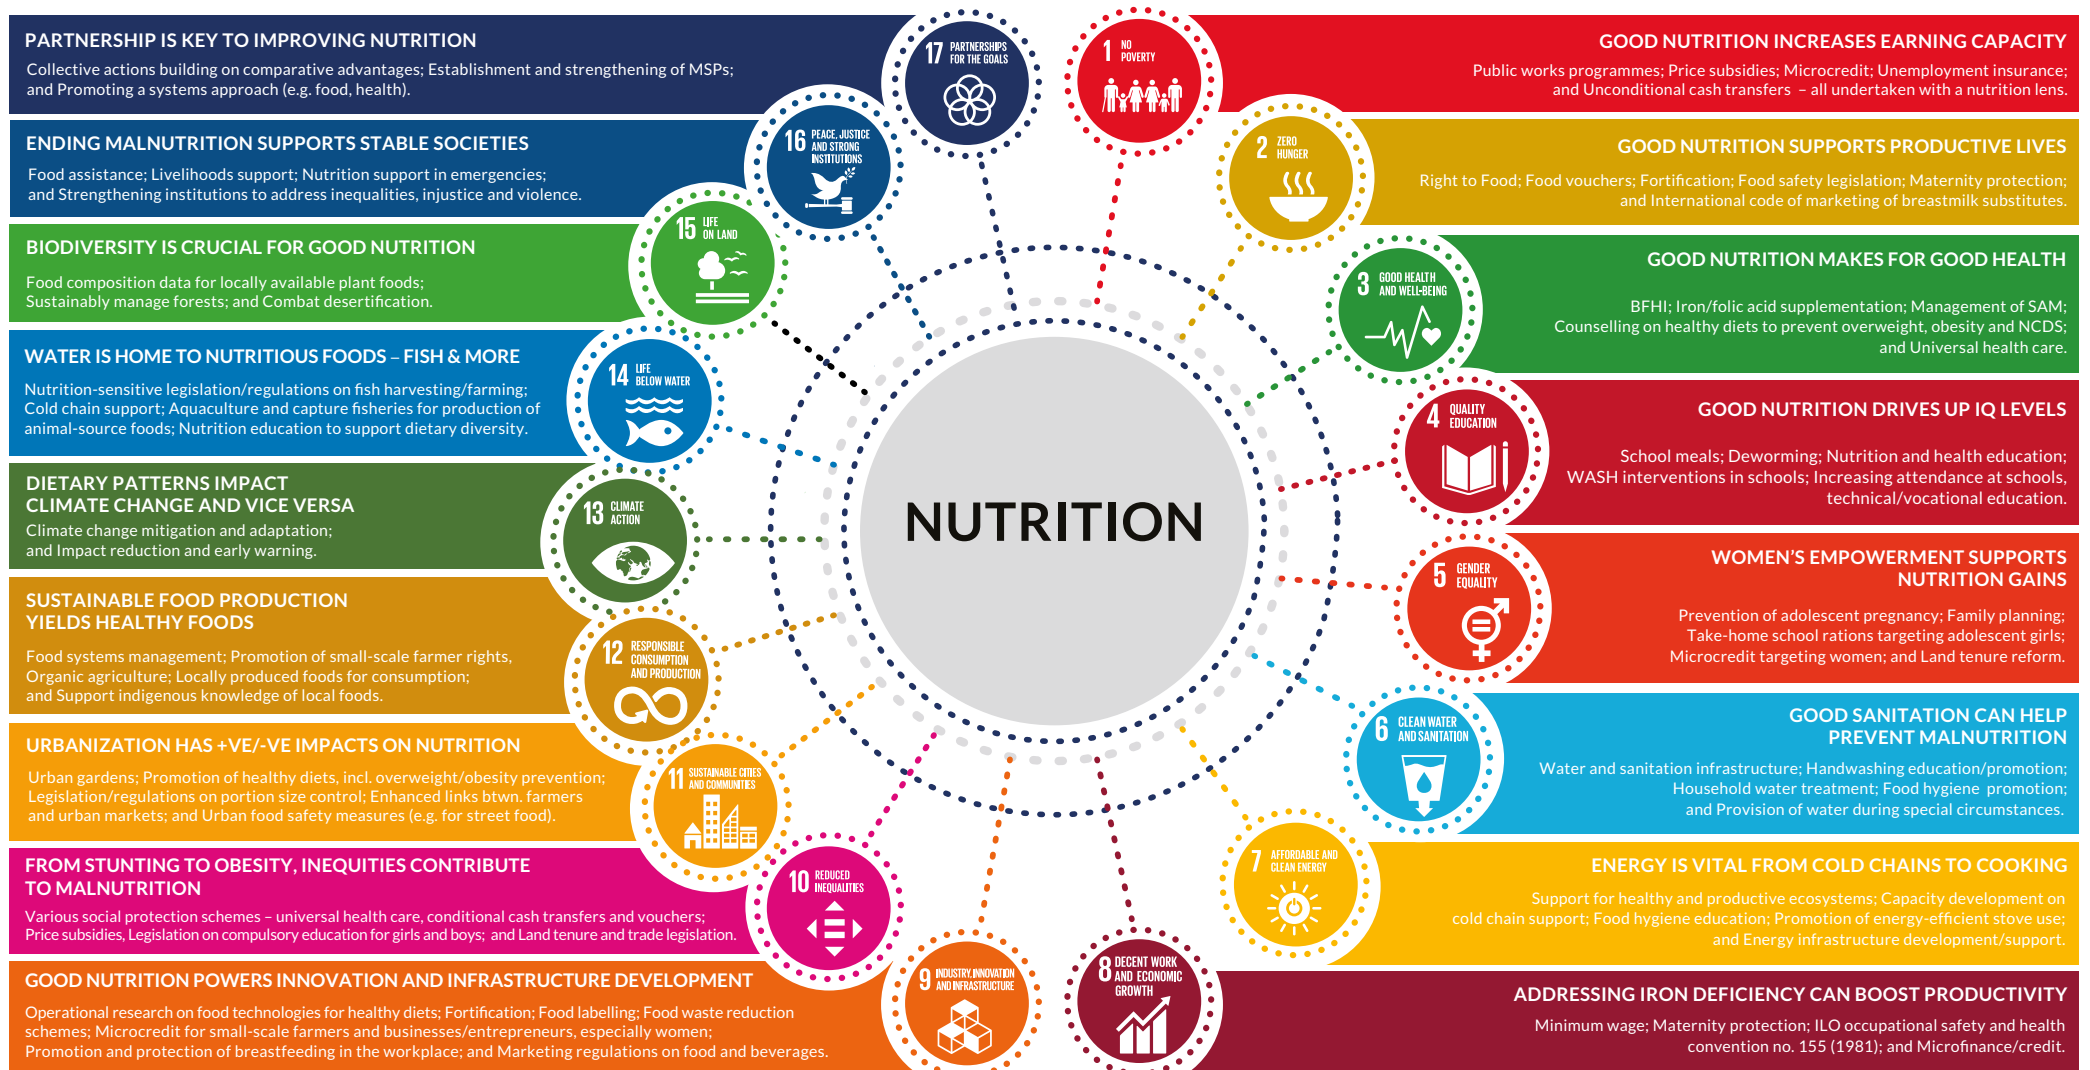 PARTNERSHIP IS KEY TO IMPROVING NUTRITION
Collective actions building on comparative advantages; Establishment and strengthening of MSPs;
and Promoting a systems approach (e.g. food, health).
17 PARTNERSHIPS
FOR THE GOALS
ENDING MALNUTRITION SUPPORTS STABLE SOCIETIES
Food assistance; Livelihoods support; Nutrition support in emergencies;
and Strengthening institutions to address inequalities, injustice and violence.
16 PEACE, JUSTICE
AND STRONG
INSTITUTIONS
BIODIVERSITY IS CRUCIAL FOR GOOD NUTRITION
Food composition data for locally available plant foods;
Sustainably manage forests; and Combat desertification.
15 LIFE
ON LAND
WATER IS HOME TO NUTRITIOUS FOODS – FISH & MORE
Nutrition-sensitive legislation/regulations on fish harvesting/farming;
Cold chain support; Aquaculture and capture fisheries for production of
animal-source foods; Nutrition education to support dietary diversity.
14 LIFE
BELOW WATER
DIETARY PATTERNS IMPACT
CLIMATE CHANGE AND VICE VERSA
Climate change mitigation and adaptation;
and Impact reduction and early warning.
13 CLIMATE
ACTION
SUSTAINABLE FOOD PRODUCTION
YIELDS HEALTHY FOODS
Food systems management; Promotion of small-scale farmer rights,
Organic agriculture; Locally produced foods for consumption;
and Support indigenous knowledge of local foods.
12 RESPONSIBLE
CONSUMPTION
AND PRODUCTION
URBANIZATION HAS +VE/-VE IMPACTS ON NUTRITION
Urban gardens; Promotion of healthy diets, incl. overweight/obesity prevention;
Legislation/regulations on portion size control; Enhanced links btwn. farmers
and urban markets; and Urban food safety measures (e.g. for street food).
11 SUSTAINABLE CITIES
AND COMMUNITIES
FROM STUNTING TO OBESITY, INEQUITIES CONTRIBUTE
TO MALNUTRITION
Various social protection schemes – universal health care, conditional cash transfers and vouchers;
Price subsidies, Legislation on compulsory education for girls and boys; and Land tenure and trade legislation.
10 REDUCED
INEQUALITIES
GOOD NUTRITION POWERS INNOVATION AND INFRASTRUCTURE DEVELOPMENT
Operational research on food technologies for healthy diets; Fortification; Food labelling; Food waste reduction
schemes; Microcredit for small-scale farmers and businesses/entrepreneurs, especially women;
Promotion and protection of breastfeeding in the workplace; and Marketing regulations on food and beverages.
9 INDUSTRY, INNOVATION
AND INFRASTRUCTURE
NUTRITION
1 NO
POVERTY
GOOD NUTRITION INCREASES EARNING CAPACITY
Public works programmes; Price subsidies; Microcredit; Unemployment insurance;
and Unconditional cash transfers – all undertaken with a nutrition lens.
2 ZERO
HUNGER
GOOD NUTRITION SUPPORTS PRODUCTIVE LIVES
Right to Food; Food vouchers; Fortification; Food safety legislation; Maternity protection;
and International code of marketing of breastmilk substitutes.
3 GOOD HEALTH
AND WELL-BEING
GOOD NUTRITION MAKES FOR GOOD HEALTH
BFHI; Iron/folic acid supplementation; Management of SAM;
Counselling on healthy diets to prevent overweight, obesity and NCDS;
and Universal health care.
4 QUALITY
EDUCATION
GOOD NUTRITION DRIVES UP IQ LEVELS
School meals; Deworming; Nutrition and health education;
WASH interventions in schools; Increasing attendance at schools,
technical/vocational education.
5 GENDER
EQUALITY
WOMEN'S EMPOWERMENT SUPPORTS
NUTRITION GAINS
Prevention of adolescent pregnancy; Family planning;
Take-home school rations targeting adolescent girls;
Microcredit targeting women; and Land tenure reform.
6 CLEAN WATER
AND SANITATION
GOOD SANITATION CAN HELP
PREVENT MALNUTRITION
Water and sanitation infrastructure; Handwashing education/promotion;
Household water treatment; Food hygiene promotion;
and Provision of water during special circumstances.
7 AFFORDABLE AND
CLEAN ENERGY
ENERGY IS VITAL FROM COLD CHAINS TO COOKING
Support for healthy and productive ecosystems; Capacity development on
cold chain support; Food hygiene education; Promotion of energy-efficient stove use;
and Energy infrastructure development/support.
8 DECENT WORK
AND ECONOMIC
GROWTH
ADDRESSING IRON DEFICIENCY CAN BOOST PRODUCTIVITY
Minimum wage; Maternity protection; ILO occupational safety and health
convention no. 155 (1981); and Microfinance/credit.